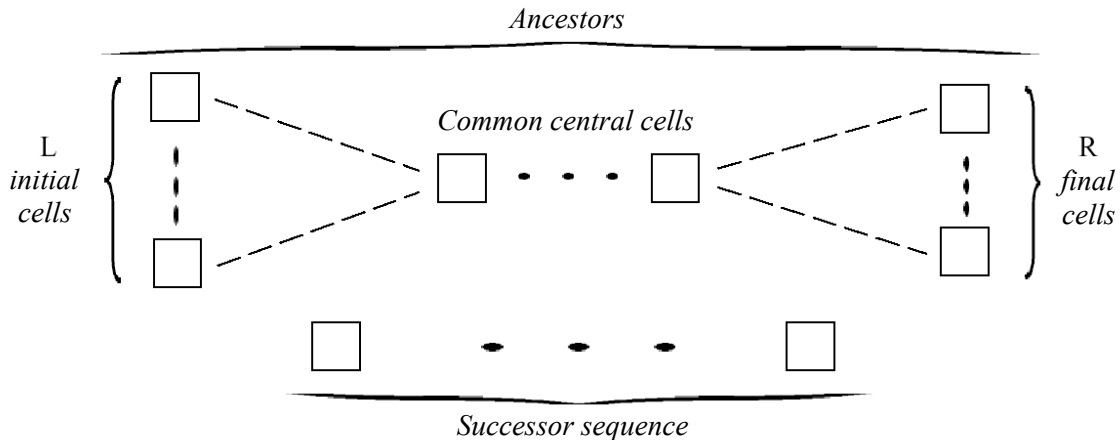 Ancestors
Common central cells
L
initial
cells
R
final
cells
Successor sequence